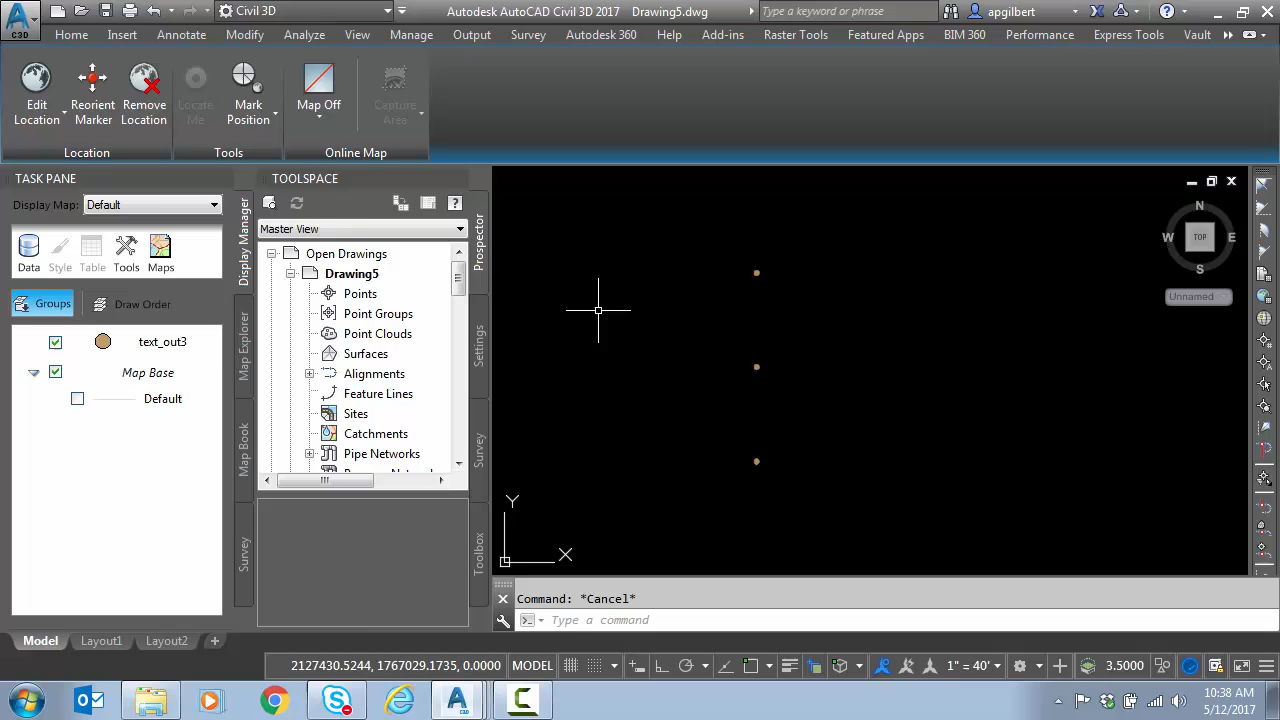 C3D
Civil 3D
Autodesk AutoCAD Civil 3D 2017
Drawing5.dwg
Type a keyword or phrase
apgilbert
Home
Insert
Annotate
Modify
Analyze
View
Manage
Output
Survey
Autodesk 360
Help
Add-ins
Raster Tools
Featured Apps
BIM 360
Performance
Express Tools
Vault
Edit
Location
Reorient
Marker
Remove
Location
Locate
Me
Mark
Position
Map Off
Capture
Area
Location
Tools
Online Map
TASK PANE
Display Map: Default
Data
Style
Table
Tools
Maps
Groups
Draw Order
text_out3
Map Base
Default
Display Manager
Map Explorer
Map Book
Survey
TOOLSPACE
Master View
Open Drawings
Drawing5
Points
Point Groups
Point Clouds
Surfaces
Alignments
Feature Lines
Sites
Catchments
Pipe Networks
Prospector
Settings
Survey
Toolbox
N
W
TOP
E
S
Unnamed
Y
X
Command: *Cancel*
Type a command
Model
Layout1
Layout2
2127430.5244, 1767029.1735, 0.0000
MODEL
1" = 40'
3.5000
10:38 AM
5/12/2017